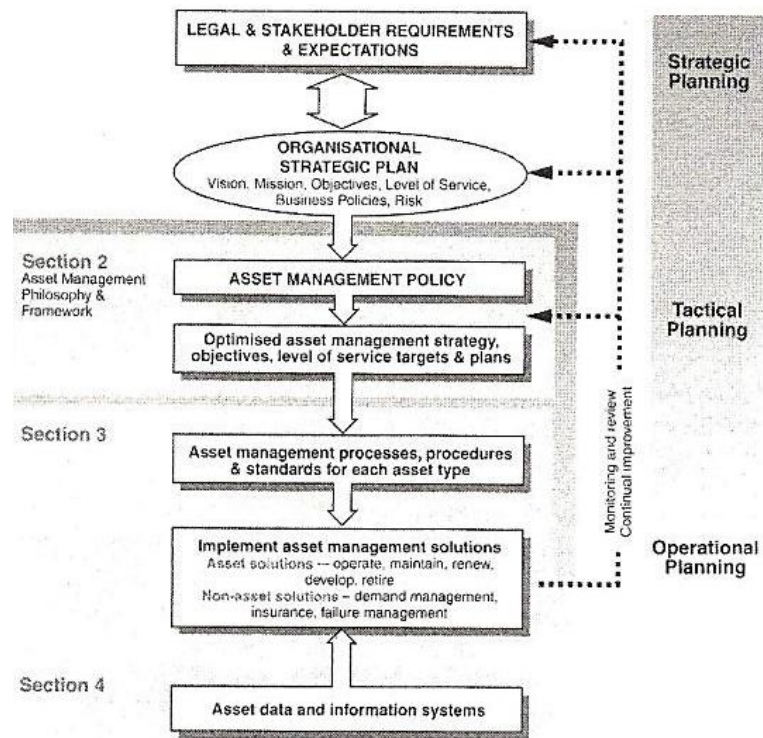 LEGAL & STAKEHOLDER REQUIREMENTS
& EXPECTATIONS
Strategic
Planning
ORGANISATIONAL
STRATEGIC PLAN
Vision, Mission, Objectives, Level of Service,
Business Policies, Risk
Section 2
Asset Management
Philosophy &
Framework
ASSET MANAGEMENT POLICY
Optimised asset management strategy,
objectives, level of service targets & plans
Tactical
Planning
Section 3
Asset management processes, procedures
& standards for each asset type
Monitoring and review
Continual improvement
Implement asset management solutions
Asset solutions – operate, maintain, renew,
develop, retire
Non-asset solutions – demand management,
insurance, failure management
Operational
Planning
Section 4
Asset data and information systems